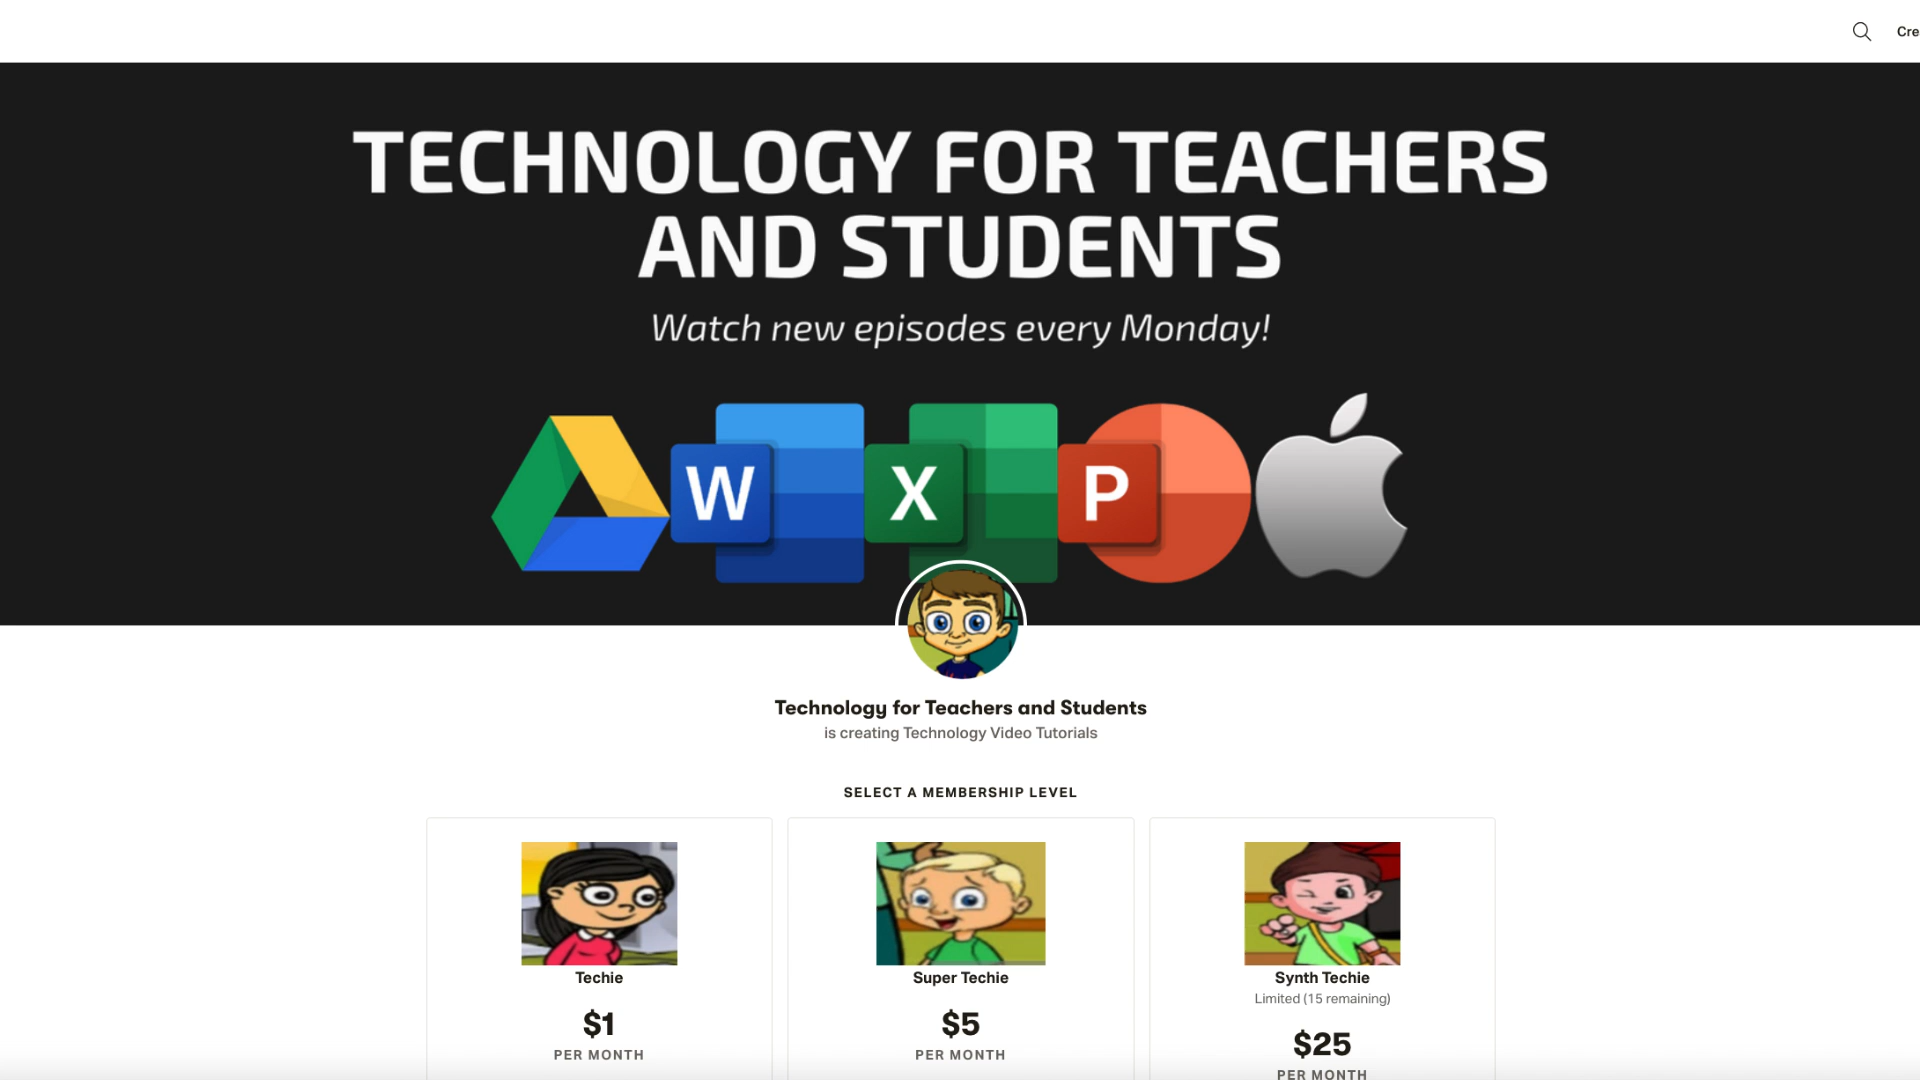 Cre
TECHNOLOGY FOR TEACHERS
AND STUDENTS
Watch new episodes every Monday!
W
X
P
Technology for Teachers and Students
is creating Technology Video Tutorials
SELECT A MEMBERSHIP LEVEL
Techie
$1
PER MONTH
Super Techie
$5
PER MONTH
Synth Techie
Limited (15 remaining)
$25
PER MONTH